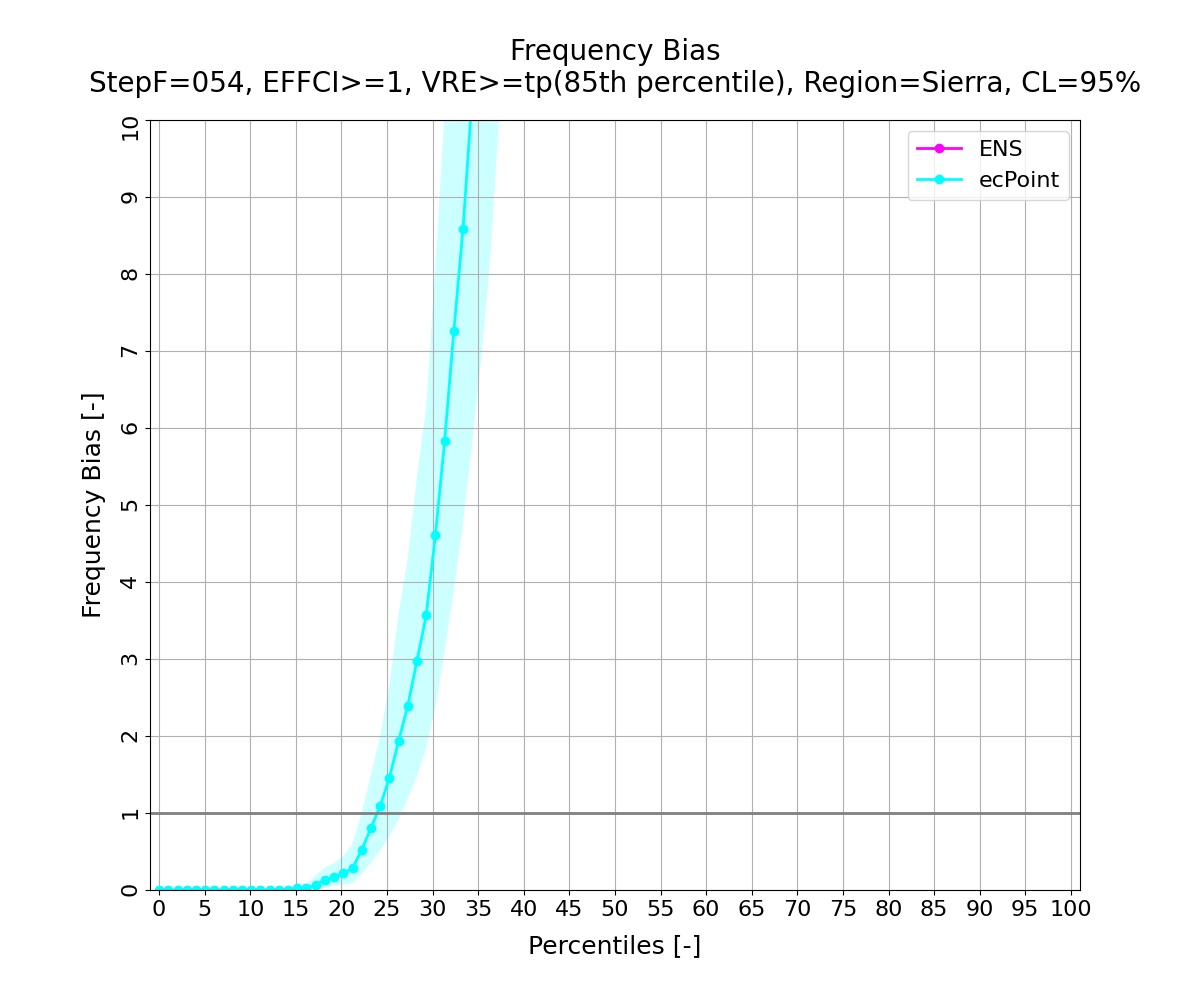 Frequency Bias
StepF=054, EFFCI>=1, VRE>=tp(85th percentile), Region=Sierra, CL=95%
ENS
ecPoint
Frequency Bias [-]
10
9
8
7
6
5
4
3
2
1
0
0 5 10 15 20 25 30 35 40 45 50 55 60 65 70 75 80 85 90 95 100
Percentiles [-]